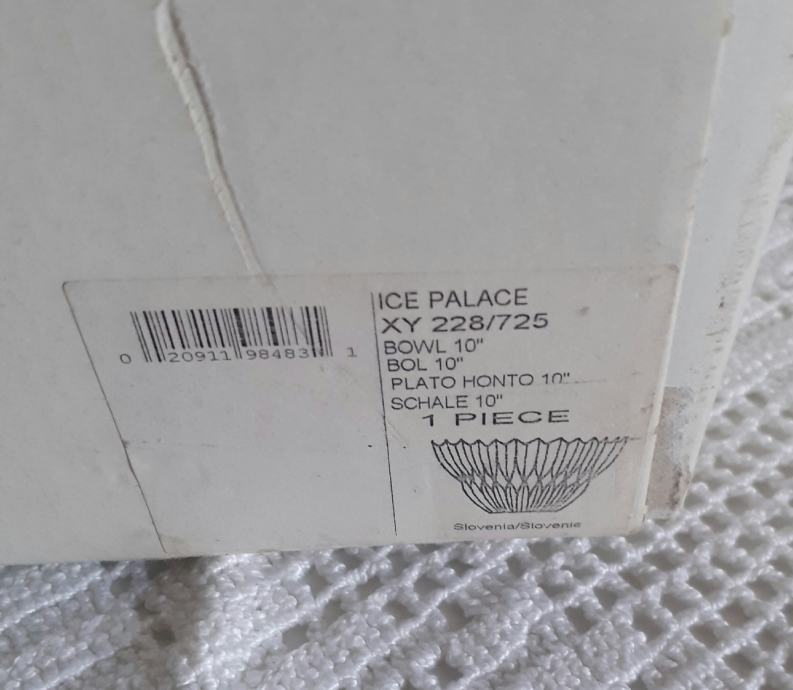 ICE PALACE
XY 228/725
BOWL 10"
BOL 10"
PLATO HONTO 10"
SCHALE 10"
1 PIECE
Slovenia/Slovenie
0 20911 98483 1